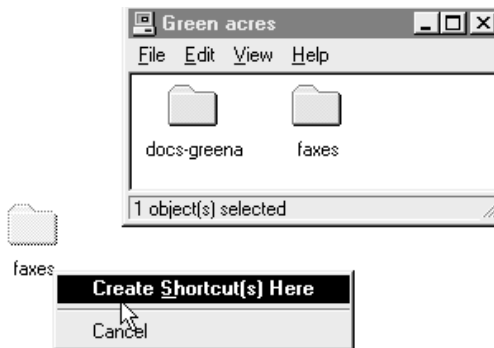 Green acres
File Edit View Help
docs-greena faxes
1 object(s) selected
faxes
Create Shortcut(s) Here
Cancel